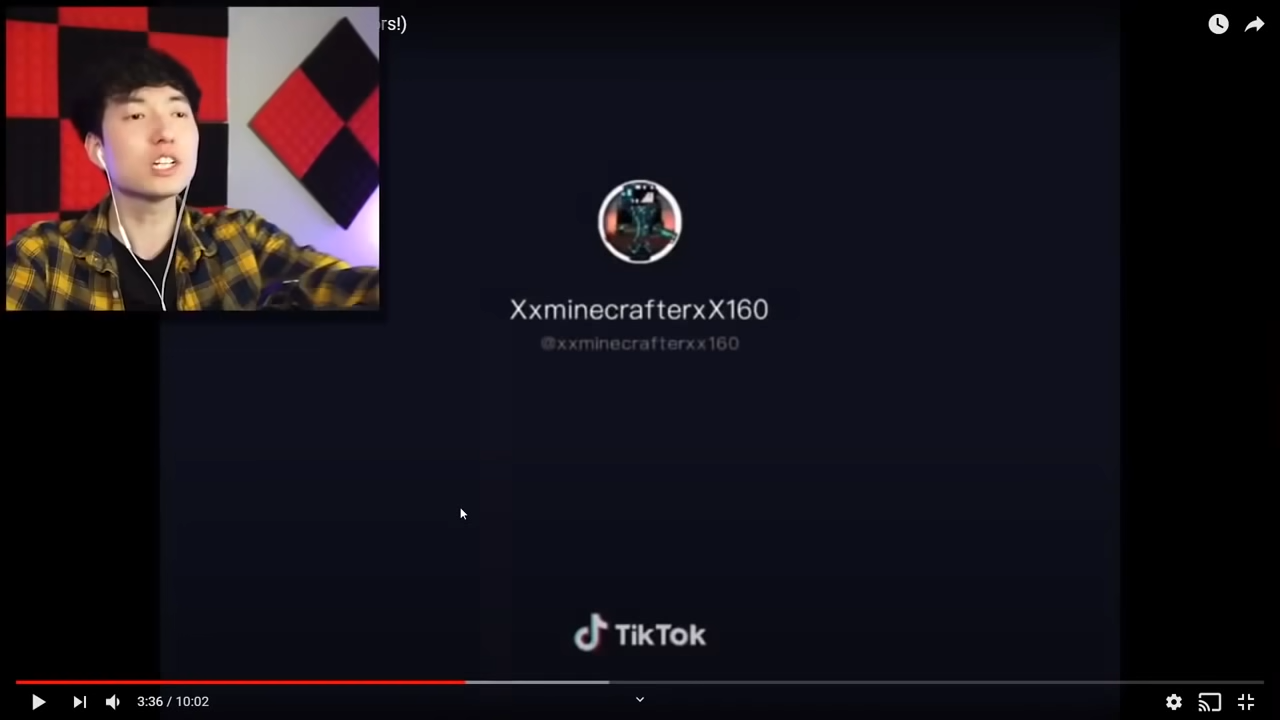 rs!)
XxminecrafterxX160
@xxminecrafterxx160
TikTok
3:36 / 10:02